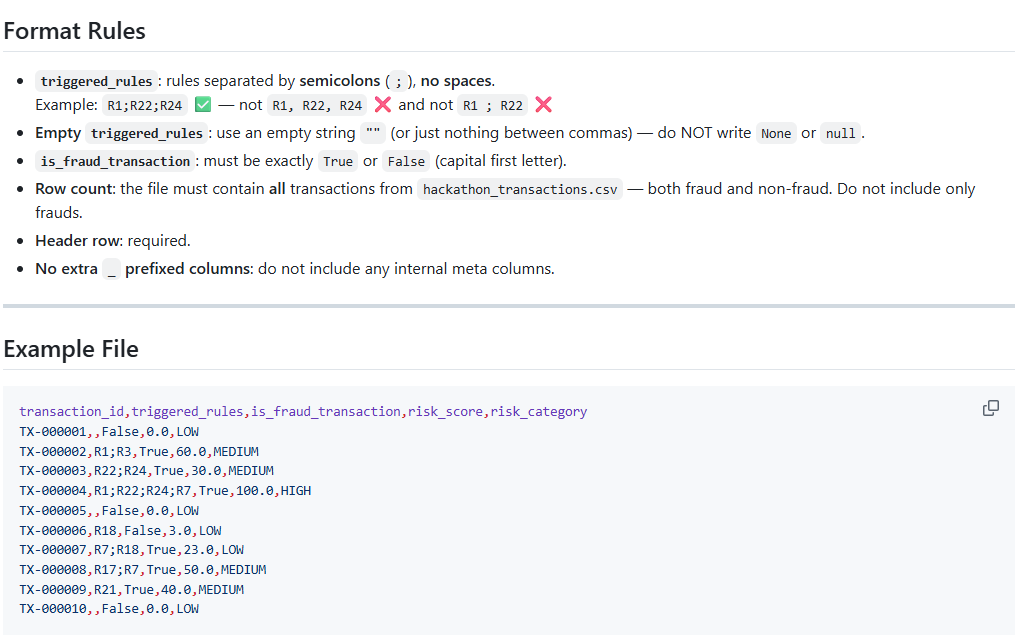 Format Rules
triggered_rules: rules separated by semicolons (;), no spaces.
Example: R1;R22;R24 ✅ — not R1, R22, R24 ❌ and not R1 ; R22 ❌
Empty triggered_rules: use an empty string "" (or just nothing between commas) — do NOT write None or null.
is_fraud_transaction: must be exactly True or False (capital first letter).
Row count: the file must contain all transactions from hackathon_transactions.csv — both fraud and non-fraud. Do not include only
frauds.
Header row: required.
No extra _ prefixed columns: do not include any internal meta columns.
Example File
transaction_id,triggered_rules,is_fraud_transaction,risk_score,risk_category
TX-000001,,False,0.0,LOW
TX-000002,R1;R3,True,60.0,MEDIUM
TX-000003,R22;R24,True,30.0,MEDIUM
TX-000004,R1;R22;R24;R7,True,100.0,HIGH
TX-000005,,False,0.0,LOW
TX-000006,R18,False,3.0,LOW
TX-000007,R7;R18,True,23.0,LOW
TX-000008,R17;R7,True,50.0,MEDIUM
TX-000009,R21,True,40.0,MEDIUM
TX-000010,,False,0.0,LOW